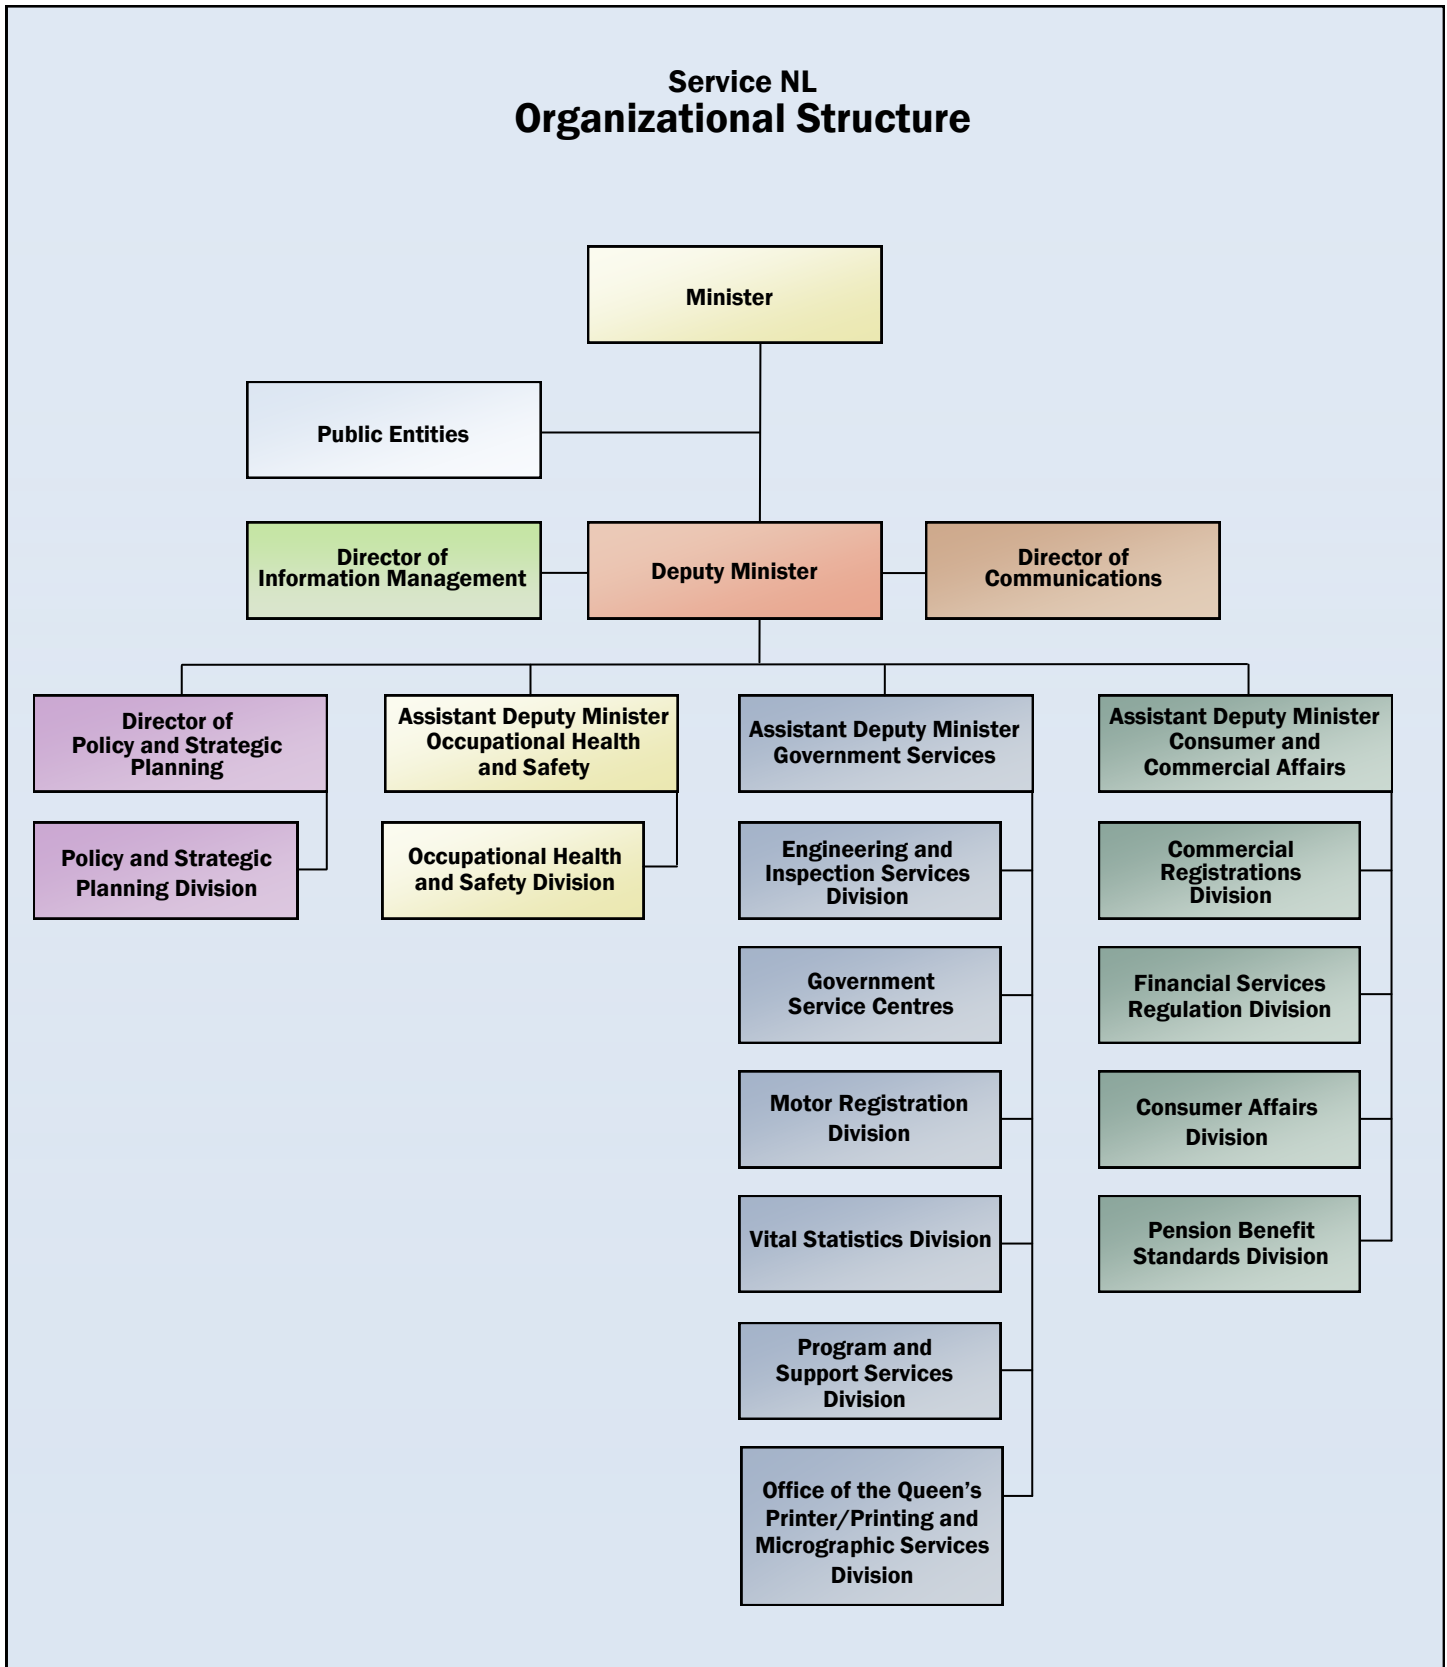 Service NL
Organizational Structure
Minister
Public Entities
Director of
Information Management
Deputy Minister
Director of
Communications
Director of
Policy and Strategic
Planning
Policy and Strategic
Planning Division
Assistant Deputy Minister
Occupational Health
and Safety
Occupational Health
and Safety Division
Assistant Deputy Minister
Government Services
Engineering and
Inspection Services
Division
Government
Service Centres
Motor Registration
Division
Vital Statistics Division
Program and
Support Services
Division
Office of the Queen’s
Printer/Printing and
Micrographic Services
Division
Assistant Deputy Minister
Consumer and
Commercial Affairs
Commercial
Registrations
Division
Financial Services
Regulation Division
Consumer Affairs
Division
Pension Benefit
Standards Division